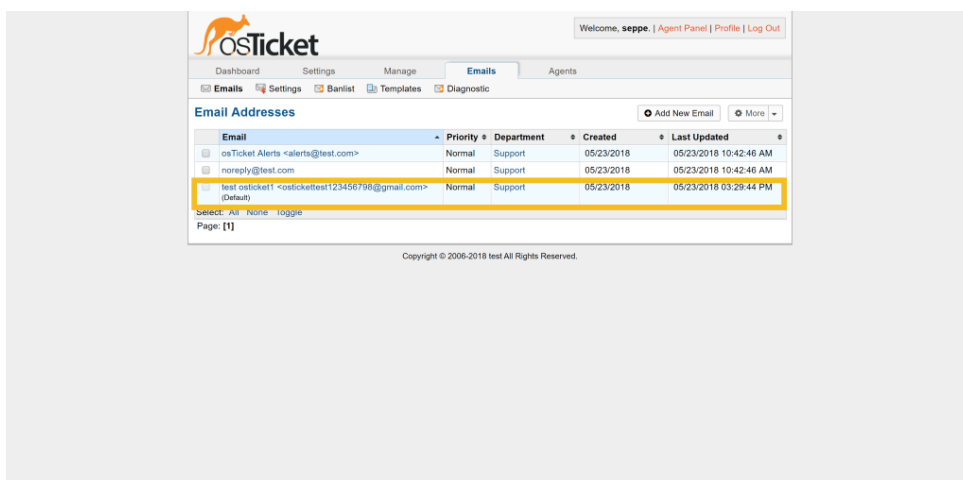 osTicket
Welcome, seppe. | Agent Panel | Profile | Log Out
Dashboard Settings Manage Emails Agents
Emails Settings Banlist Templates Diagnostic
Email Addresses
Add New Email More
Email Priority Department Created Last Updated
osTicket Alerts <alerts@test.com> Normal Support 05/23/2018 05/23/2018 10:42:46 AM
noreply@test.com Normal Support 05/23/2018 05/23/2018 10:42:46 AM
test osticket1 <ostickettest123456798@gmail.com> Normal Support 05/23/2018 05/23/2018 03:29:44 PM
(Default)
Select: All None Toggle
Page: [1]
Copyright © 2006-2018 test All Rights Reserved.